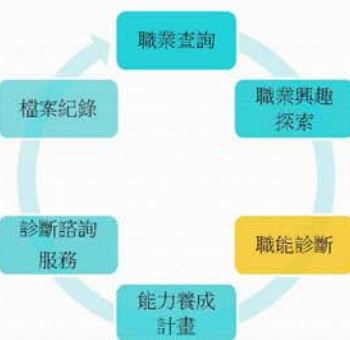 職業查詢
職業興趣
探索
職能診斷
能力養成
計畫
診斷諮詢
服務
檔案紀錄